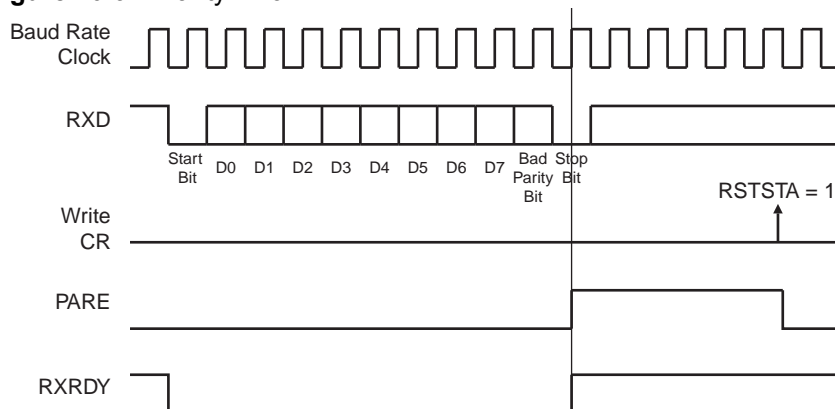 Baud Rate
Clock
RXD
Start
Bit
D0 D1 D2 D3 D4 D5 D6 D7
Bad
Parity
Bit
Stop
Bit
RSTSTA = 1
Write
CR
PARE
RXRDY